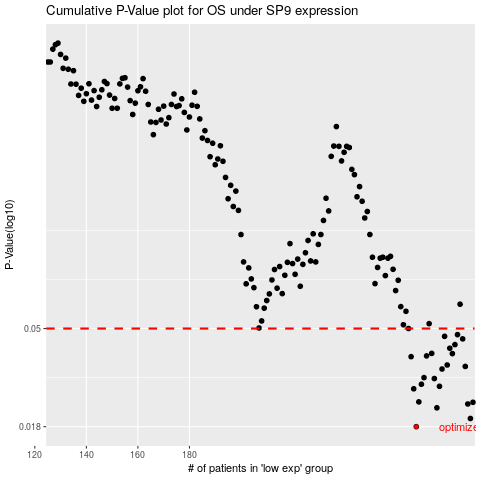 Cumulative P-Value plot for OS under SP9 expression
P-Value(log10)
0.05
0.018
optimize
120 140 160 180
# of patients in 'low exp' group